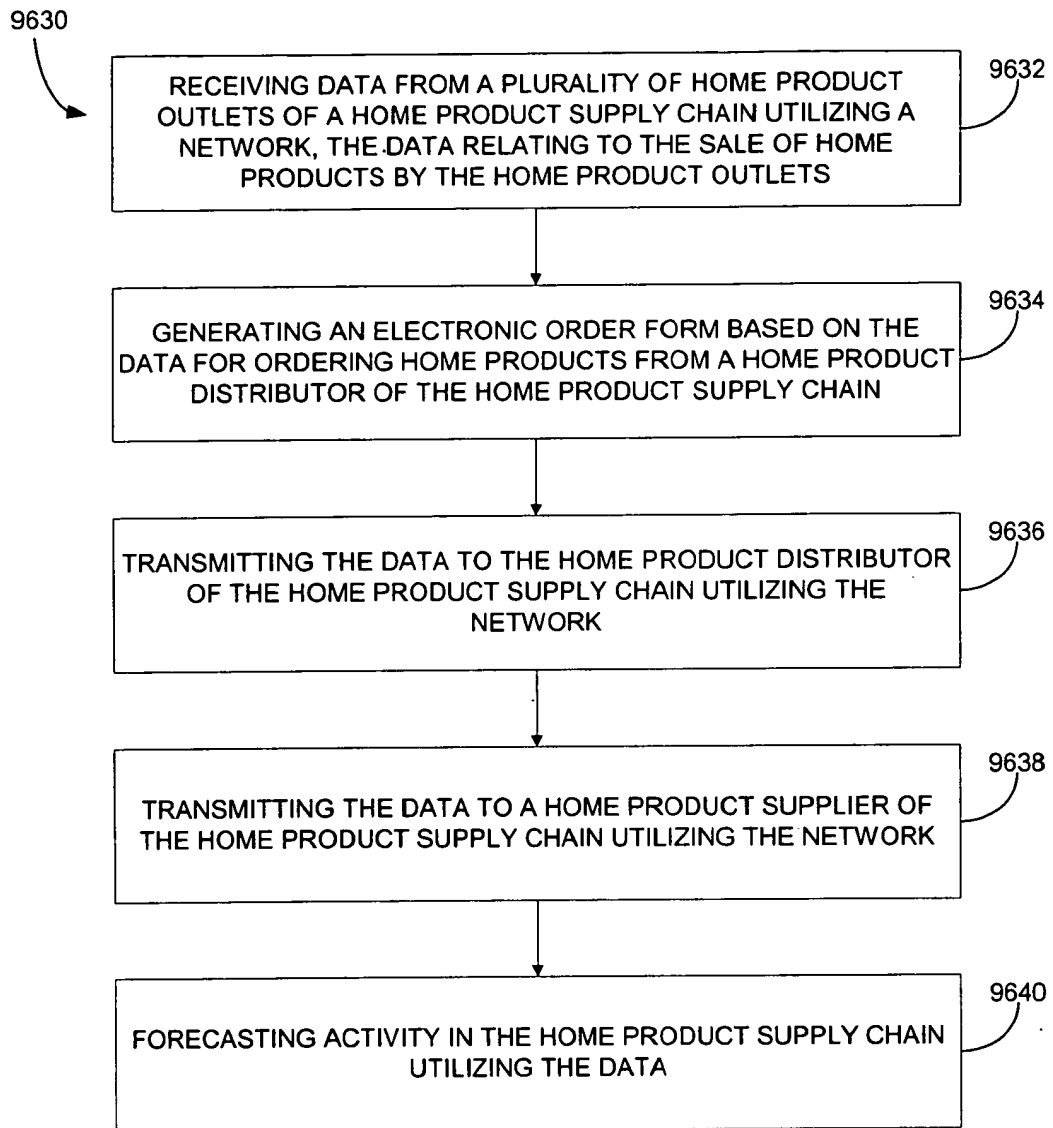 9630
RECEIVING DATA FROM A PLURALITY OF HOME PRODUCT
OUTLETS OF A HOME PRODUCT SUPPLY CHAIN UTILIZING A
NETWORK, THE DATA RELATING TO THE SALE OF HOME
PRODUCTS BY THE HOME PRODUCT OUTLETS
9632
GENERATING AN ELECTRONIC ORDER FORM BASED ON THE
DATA FOR ORDERING HOME PRODUCTS FROM A HOME PRODUCT
DISTRIBUTOR OF THE HOME PRODUCT SUPPLY CHAIN
9634
TRANSMITTING THE DATA TO THE HOME PRODUCT DISTRIBUTOR
OF THE HOME PRODUCT SUPPLY CHAIN UTILIZING THE
NETWORK
9636
TRANSMITTING THE DATA TO A HOME PRODUCT SUPPLIER OF
THE HOME PRODUCT SUPPLY CHAIN UTILIZING THE NETWORK
9638
FORECASTING ACTIVITY IN THE HOME PRODUCT SUPPLY CHAIN
UTILIZING THE DATA
9640